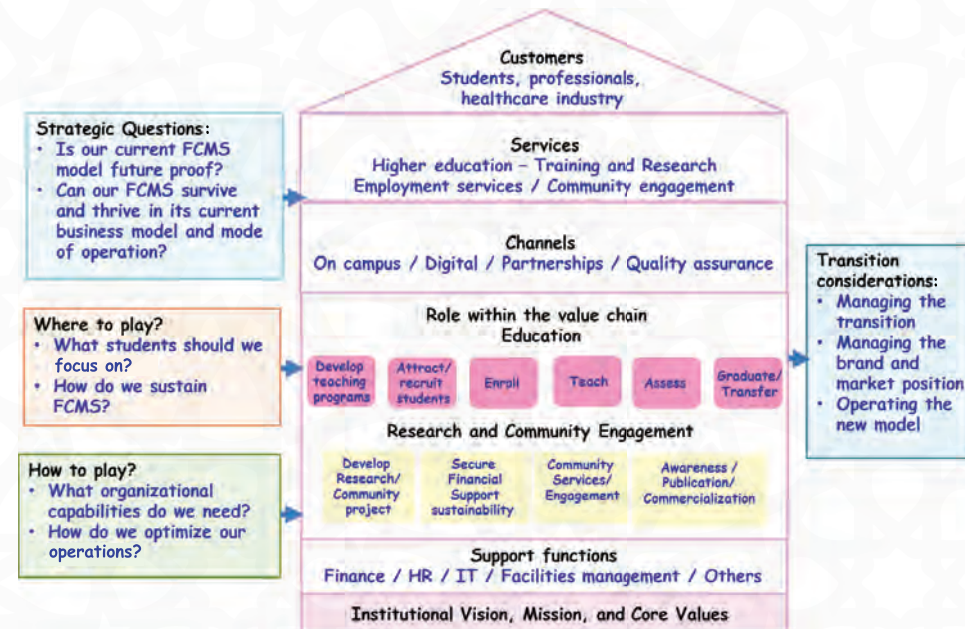 Customers
Students, professionals,
healthcare industry
Strategic Questions:
• Is our current FCMS
model future proof?
• Can our FCMS survive
and thrive in its current
business model and mode
of operation?
Services
Higher education – Training and Research
Employment services / Community engagement
Channels
On campus / Digital / Partnerships / Quality assurance
Where to play?
• What students should we
focus on?
• How do we sustain
FCMS?
Role within the value chain
Education
Develop
teaching
programs
Attract/
recruit
students
Enroll
Teach
Assess
Graduate/
Transfer
Research and Community Engagement
Develop
Research/
Community
project
Secure
Financial
Support
sustainability
Community
Services/
Engagement
Awareness /
Publication/
Commercialization
How to play?
• What organizational
capabilities do we need?
• How do we optimize our
operations?
Support functions
Finance / HR / IT / Facilities management / Others
Institutional Vision, Mission, and Core Values
Transition
considerations:
• Managing the
transition
• Managing the
brand and
market position
• Operating the
new model